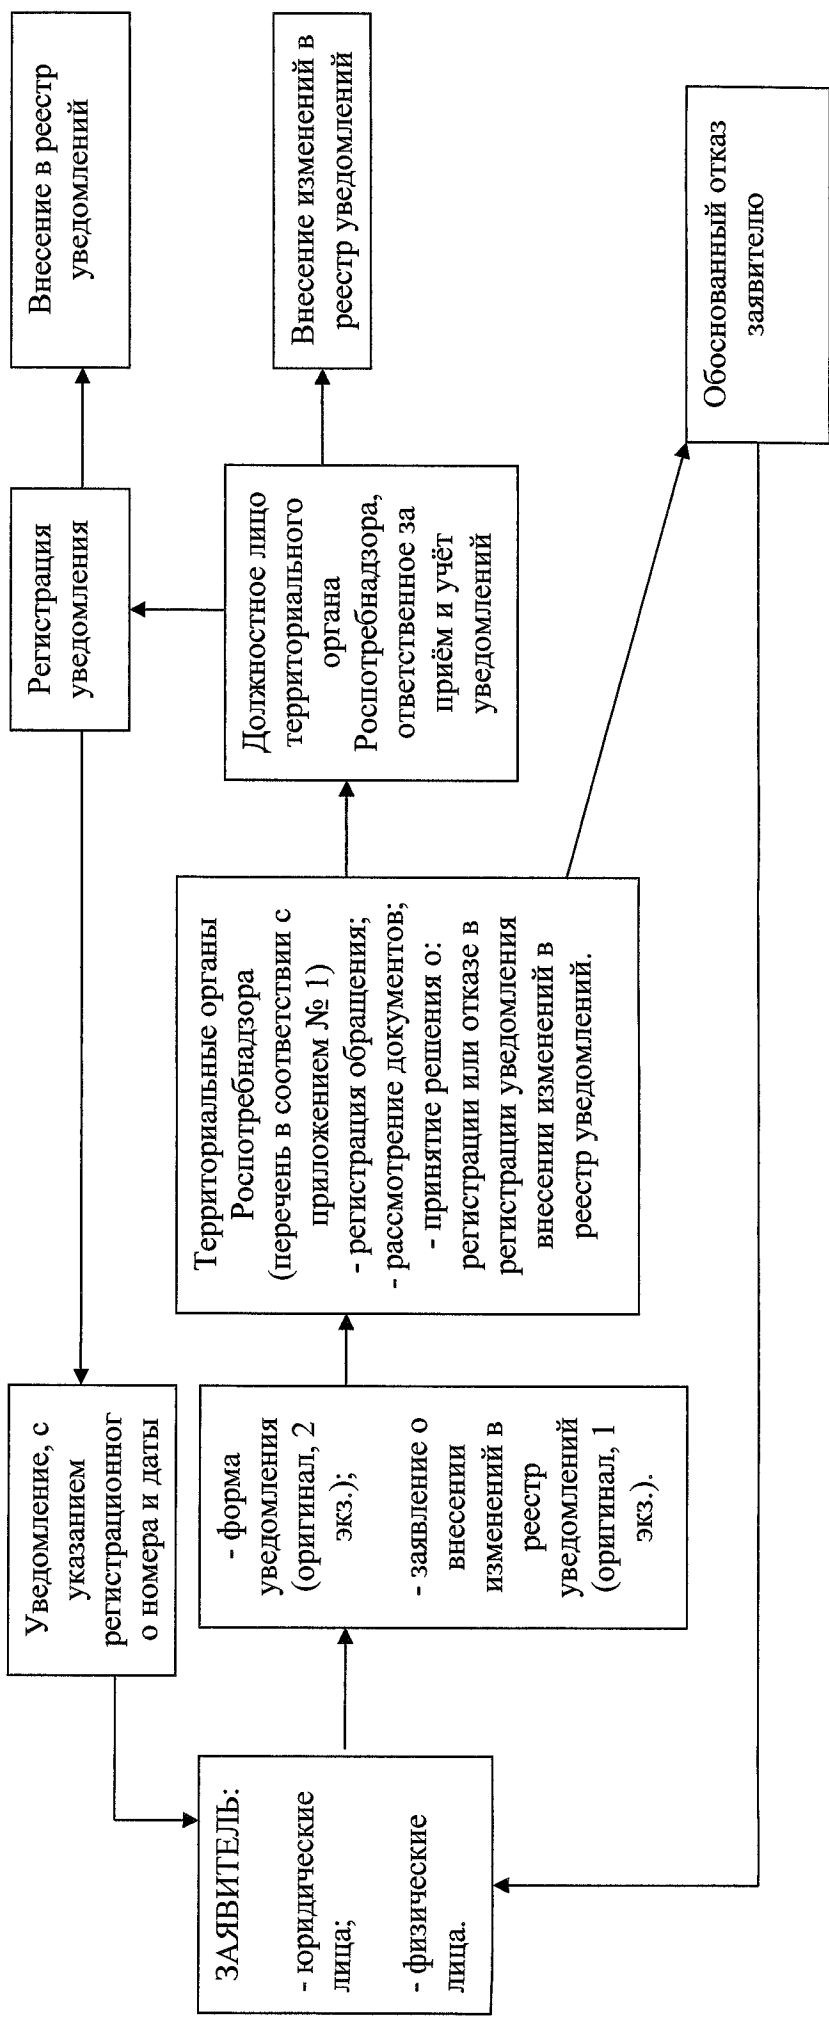 Уведомление, с
указанием
регистрационног
о номера и даты
Регистрация
уведомления
Внесение в реестр
уведомлений
ЗАЯВИТЕЛЬ:
- юридические
лица;
- физические
лица.
- форма
уведомления
(оригинал, 2
экз.);
- заявление о
внесении
изменений в
реестр
уведомлений
(оригинал, 1
экз.).
Территориальные органы
Роспотребнадзора
(перечень в соответствии с
приложением № 1)
- регистрация обращения;
- рассмотрение документов;
- принятие решения о:
регистрации или отказе в
регистрации уведомления
внесении изменений в
реестр уведомлений.
Должностное лицо
территориального
органа
Роспотребнадзора,
ответственное за
приём и учёт
уведомлений
Внесение изменений в
реестр уведомлений
Обоснованный отказ
заявителю